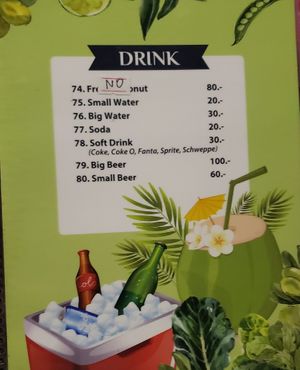 DRINK
74. Fre NO onut 80.-
75. Small Water 20.-
76. Big Water 30.-
77. Soda 20.-
78. Soft Drink 30.-
(Coke, Coke O, Fanta, Sprite, Schweppe)
79. Big Beer 100.-
80. Small Beer 60.-